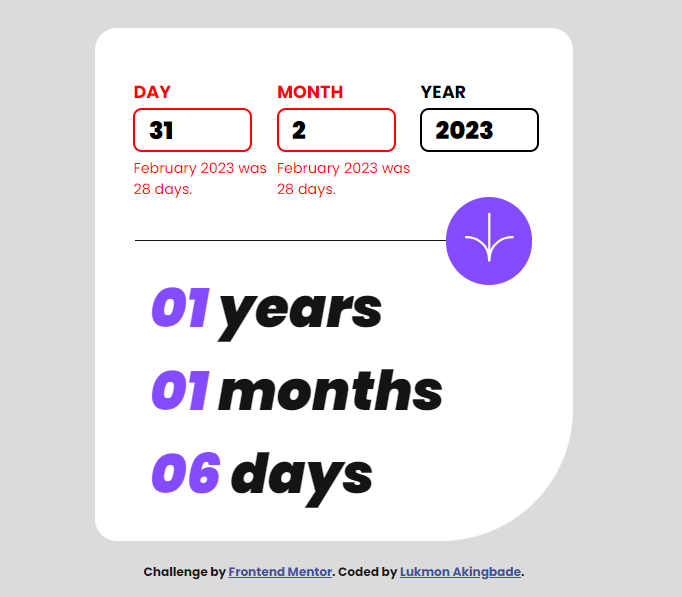 DAY MONTH YEAR
31 2 2023
February 2023 was February 2023 was
28 days. 28 days.
01 years
01 months
06 days
Challenge by Frontend Mentor. Coded by Lukmon Akingbade.